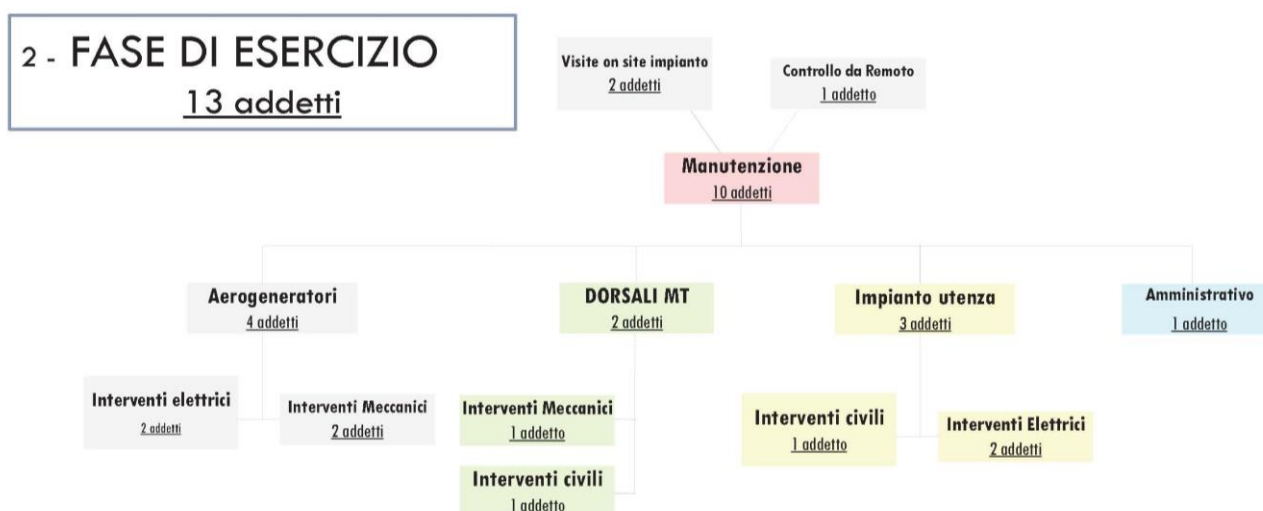 2 - FASE DI ESERCIZIO
13 addetti
Visite on site impianto
2 addetti
Controllo da Remoto
1 addetto
Manutenzione
10 addetti
Aerogeneratori
4 addetti
DORSALI MT
2 addetti
Impianto utenza
3 addetti
Amministrativo
1 addetto
Interventi elettrici
2 addetti
Interventi Meccanici
2 addetti
Interventi Meccanici
1 addetto
Interventi civili
1 addetto
Interventi civili
1 addetto
Interventi Elettrici
2 addetti